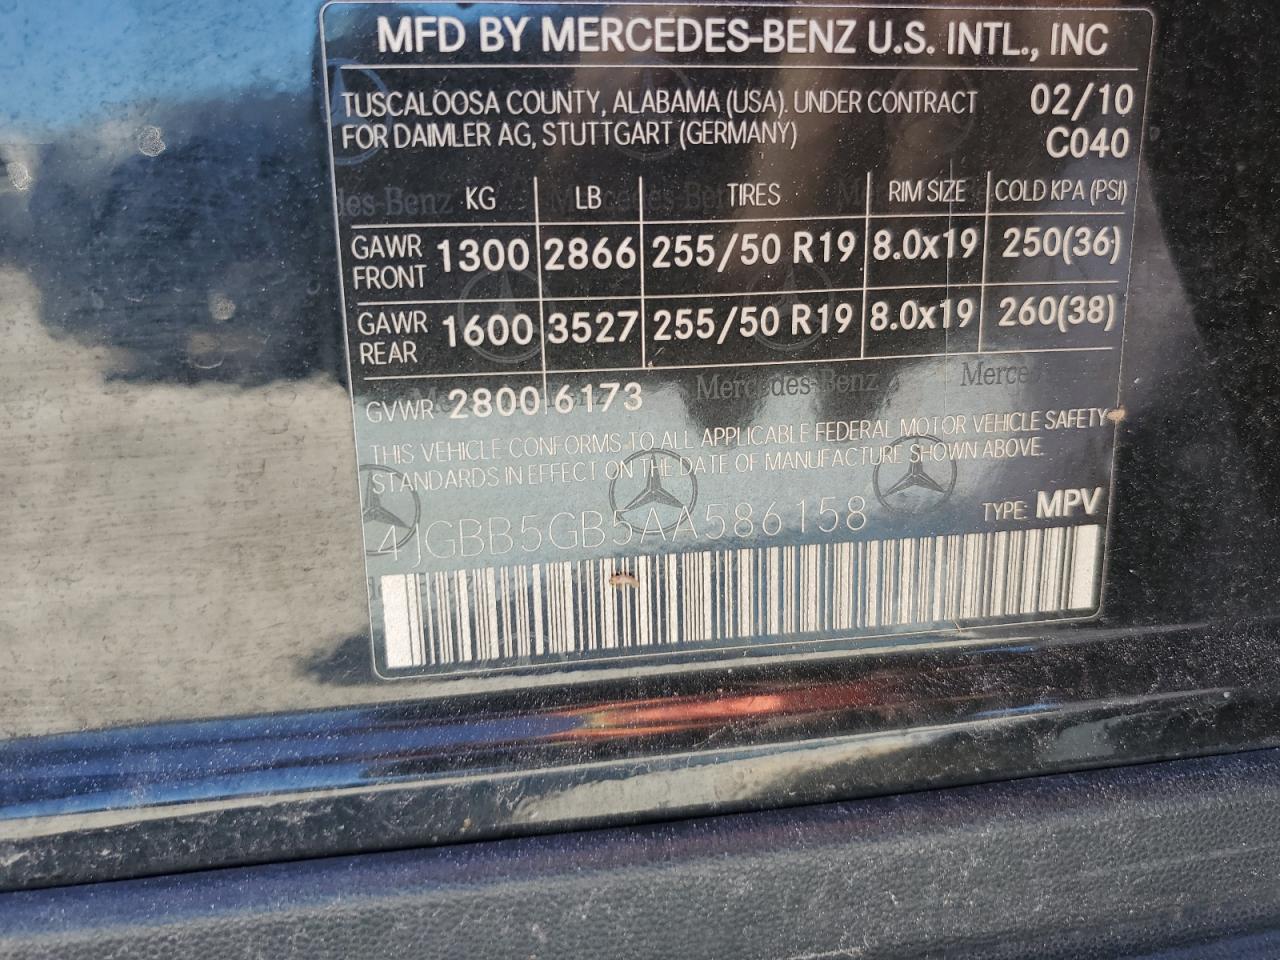 MFD BY MERCEDES-BENZ U.S. INTL., INC
TUSCALOOSA COUNTY, ALABAMA (USA). UNDER CONTRACT 02/10
FOR DAIMLER AG, STUTTGART (GERMANY) C040
KG LB TIRES RIM SIZE COLD KPA (PSI)
GAWR FRONT 1300 2866 255/50 R19 8.0x19 250(36)
GAWR REAR 1600 3527 255/50 R19 8.0x19 260(38)
Mercedes-Benz
GVWR 2800 6173
THIS VEHICLE CONFORMS TO ALL APPLICABLE FEDERAL MOTOR VEHICLE SAFETY
STANDARDS IN EFFECT ON THE DATE OF MANUFACTURE SHOWN ABOVE.
4JGBB5GB5AA586158 TYPE: MPV